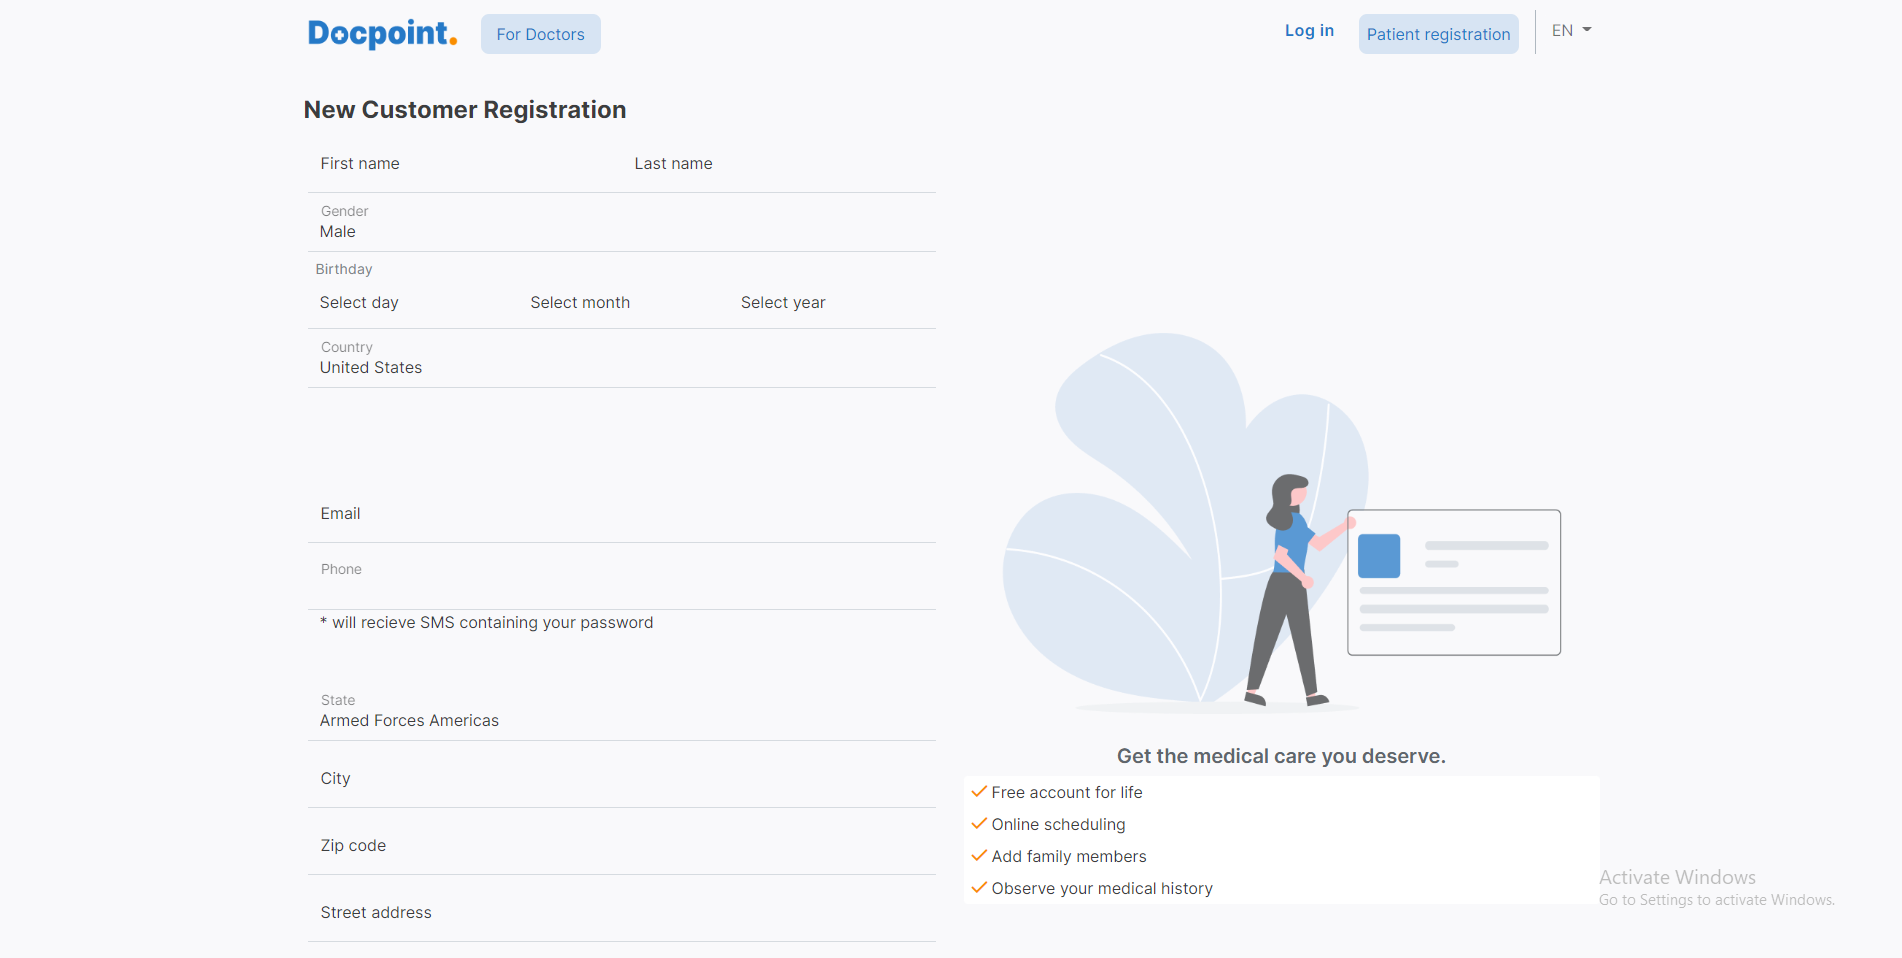 Docpoint.
For Doctors
Log in
Patient registration
EN
New Customer Registration
First name
Last name
Gender
Male
Birthday
Select day
Select month
Select year
Country
United States
Email
Phone
* will recieve SMS containing your password
State
Armed Forces Americas
City
Zip code
Street address
Get the medical care you deserve.
Free account for life
Online scheduling
Add family members
Observe your medical history
Activate Windows
Go to Settings to activate Windows.